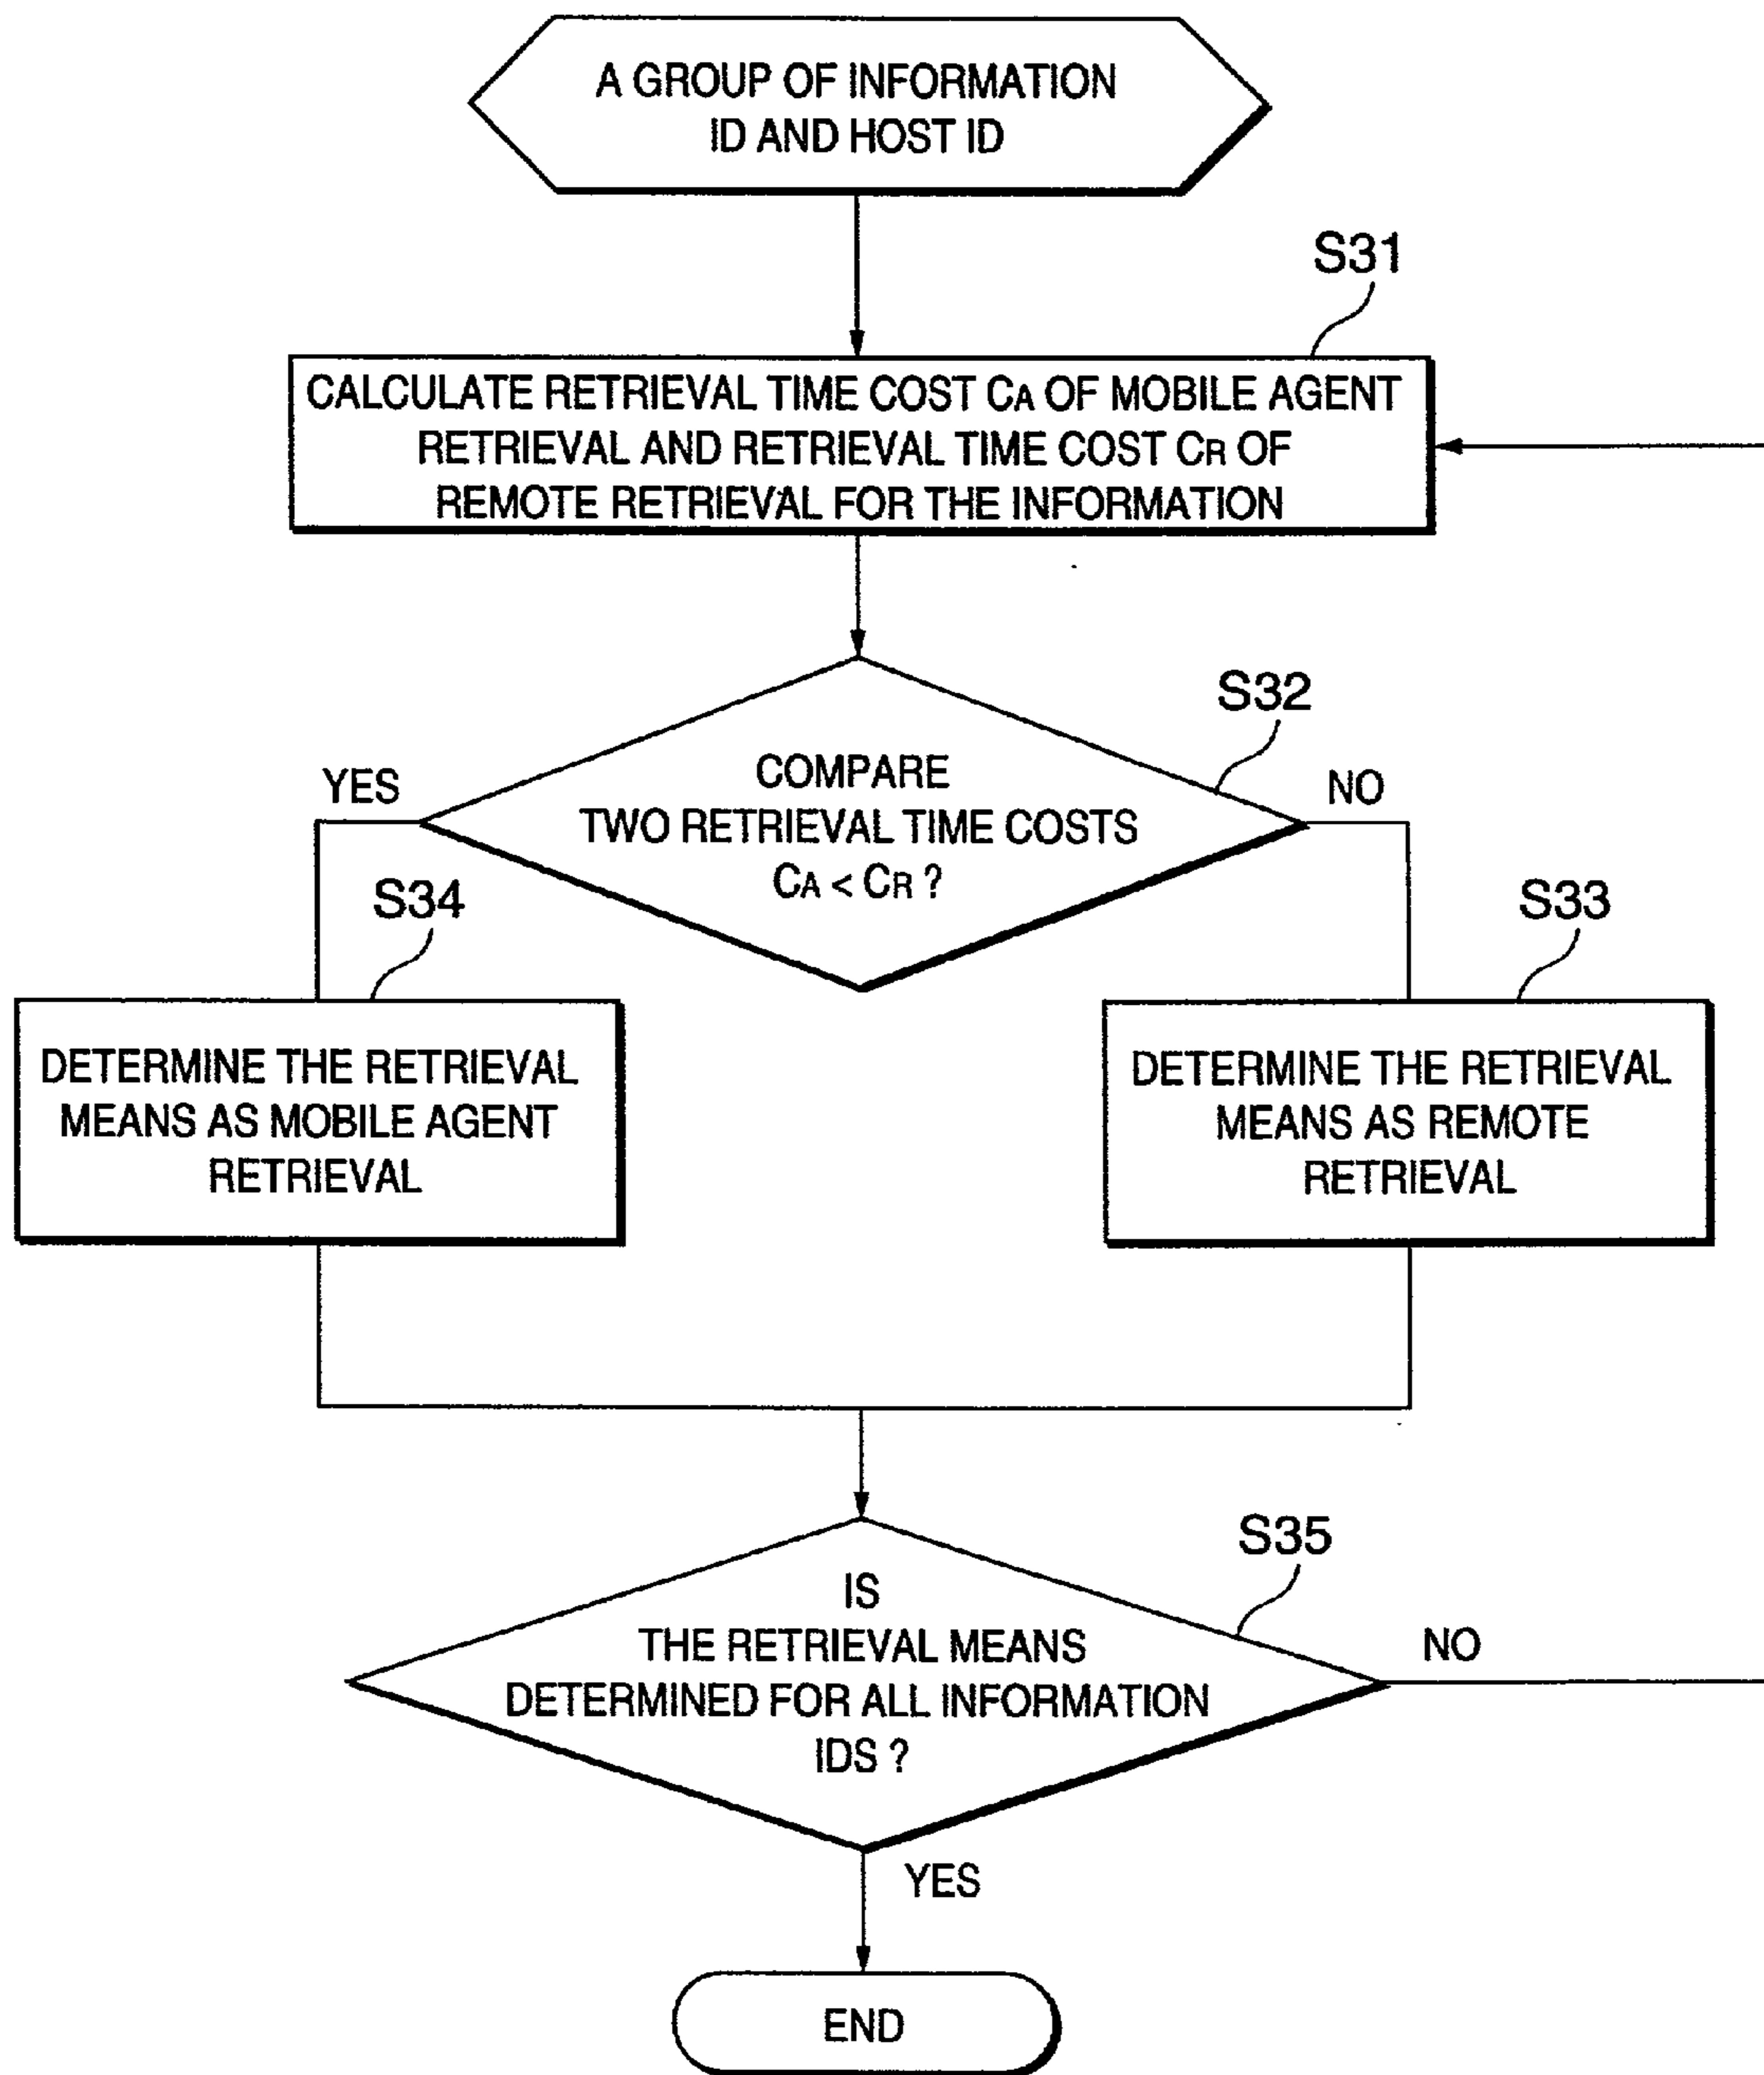 A GROUP OF INFORMATION
ID AND HOST ID
S31
CALCULATE RETRIEVAL TIME COST CA OF MOBILE AGENT
RETRIEVAL AND RETRIEVAL TIME COST CR OF
REMOTE RETRIEVAL FOR THE INFORMATION
S32
YES
NO
COMPARE
TWO RETRIEVAL TIME COSTS
CA < CR ?
S34
S33
DETERMINE THE RETRIEVAL
MEANS AS MOBILE AGENT
RETRIEVAL
DETERMINE THE RETRIEVAL
MEANS AS REMOTE
RETRIEVAL
S35
IS
THE RETRIEVAL MEANS
DETERMINED FOR ALL INFORMATION
IDS ?
NO
YES
END